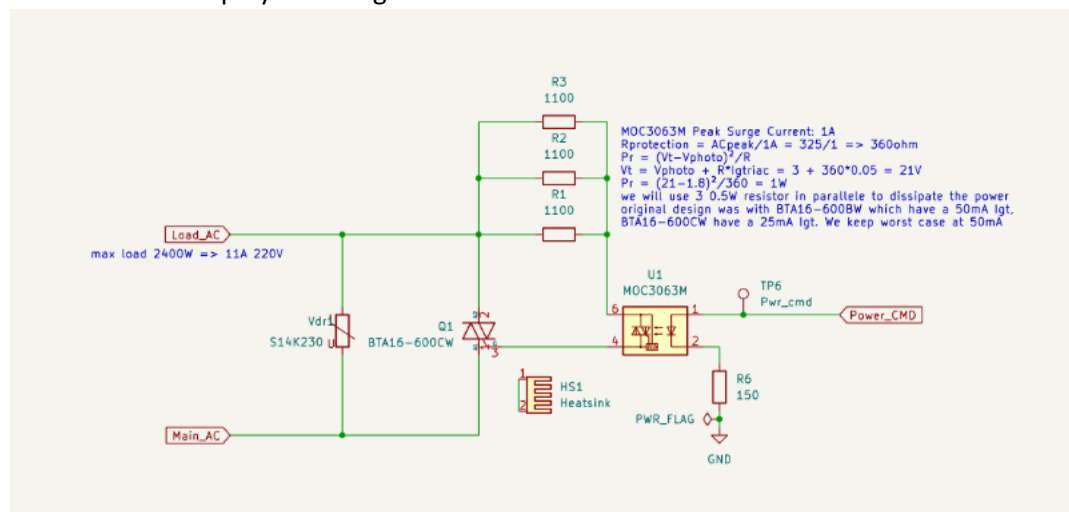 R3
1100
R2
1100
R1
1100
MOC3063M Peak Surge Current: 1A
Rprotection = ACpeak/1A = 325/1 => 360ohm
Pr = (Vt-Vphoto)²/R
Vt = Vphoto + R*Igtriac = 3 + 360*0.05 = 21V
Pr = (21-1.8)²/360 = 1W
we will use 3 0.5W resistor in parallele to dissipate the power
original design was with BTA16-600BW which have a 50mA Igt,
BTA16-600CW have a 25mA Igt. We keep worst case at 50mA
Load_AC
max load 2400W => 11A 220V
U1
MOC3063M
TP6
Pwr_cmd
Power_CMD
6
1
4
2
Vdr1
S14K230
U
Q1
BTA16-600CW
2
3
1
2
HS1
Heatsink
R6
150
PWR_FLAG
GND
Main_AC